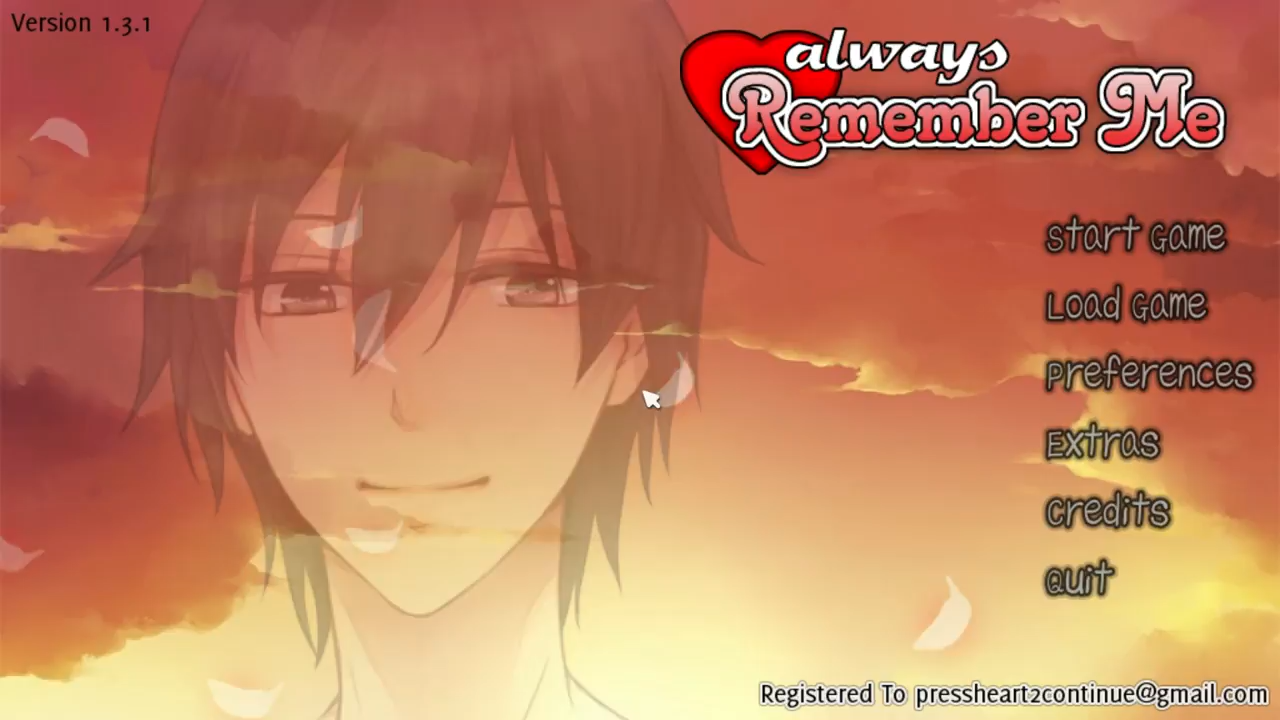 Version 1.3.1
always
Remember Me
Start Game
Load Game
Preferences
Extras
Credits
Quit
Registered To pressheart2continue@gmail.com